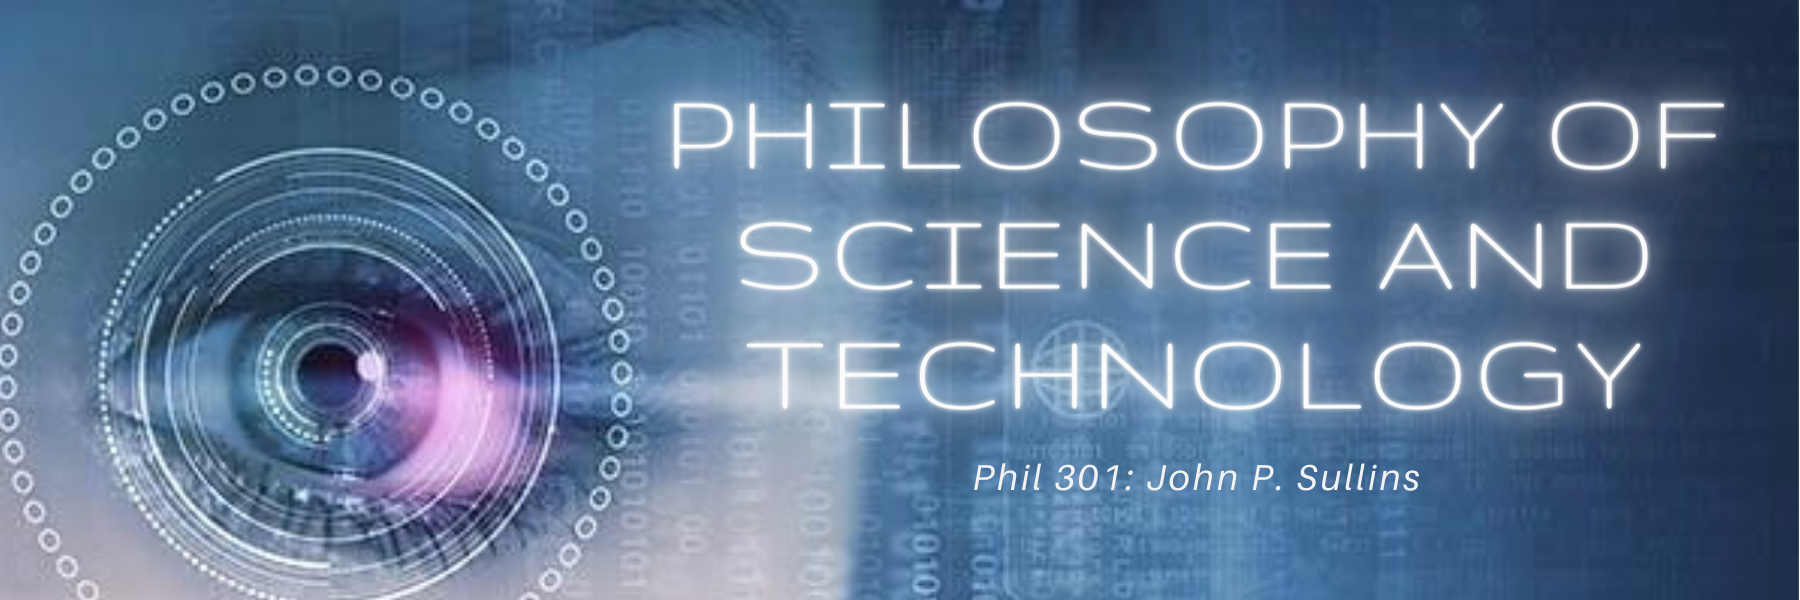 PHILOSOPHY OF
SCIENCE AND
TECHNOLOGY
Phil 301: John P. Sullins